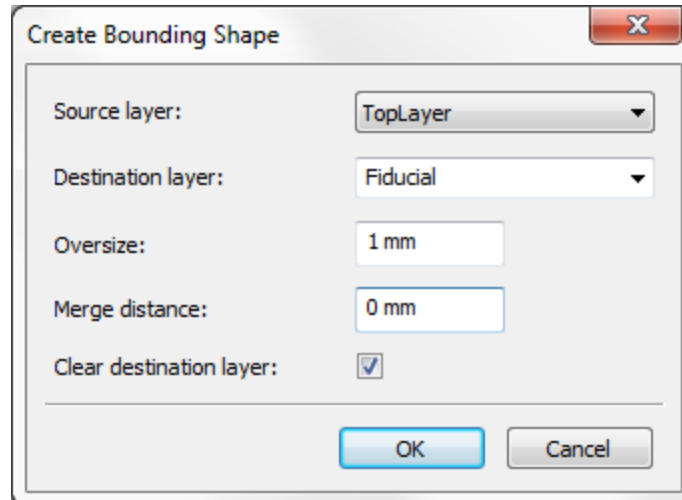 Create Bounding Shape
Source layer: TopLayer
Destination layer: Fiducial
Oversize: 1 mm
Merge distance: 0 mm
Clear destination layer:
OK Cancel